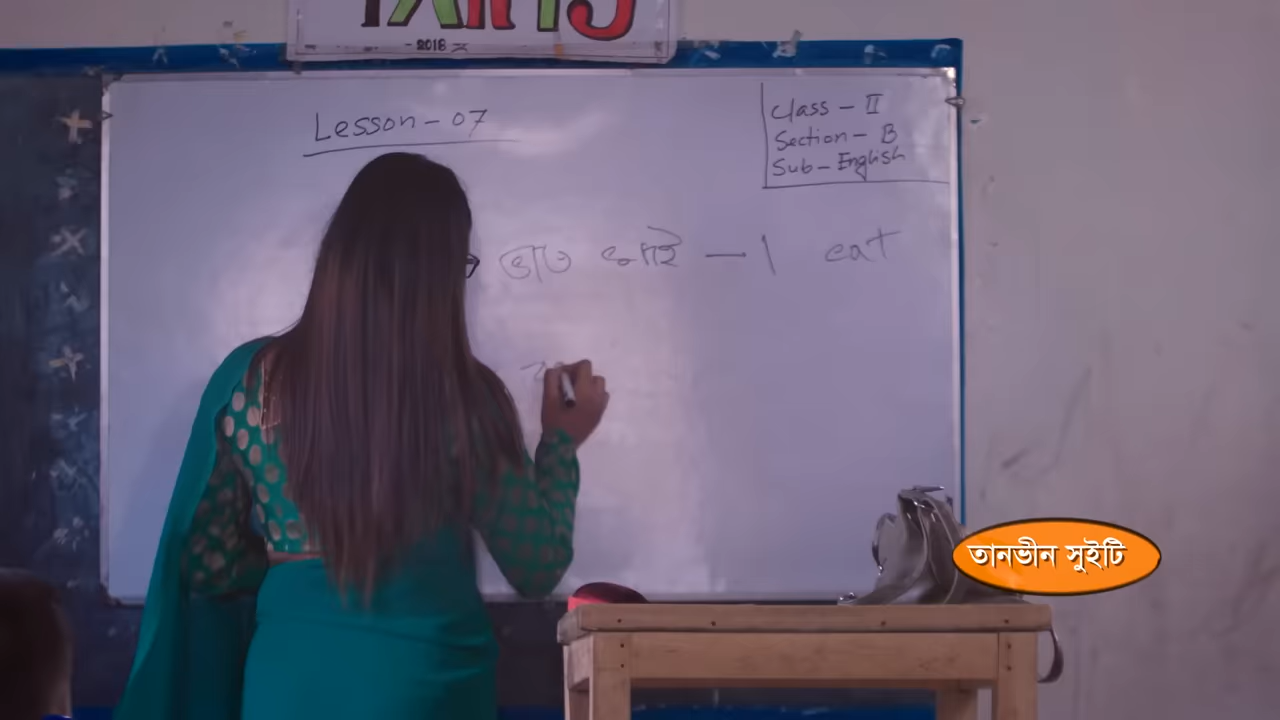 - 2018
Lesson - 07
Class - II
Section - B
Sub - English
ভাত খাই — I eat
তানভীন সুইটি